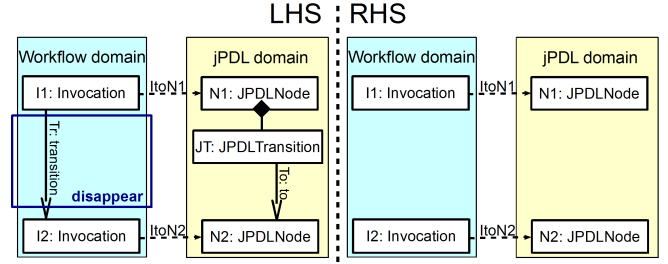 LHS RHS
Workflow domain jPDL domain Workflow domain jPDL domain
I1: Invocation ItoN1 N1: JPDLNode I1: Invocation ItoN1 N1: JPDLNode
Tr: transition
JT: JPDLTransition
To: to
disappear
I2: Invocation ItoN2 N2: JPDLNode I2: Invocation ItoN2 N2: JPDLNode